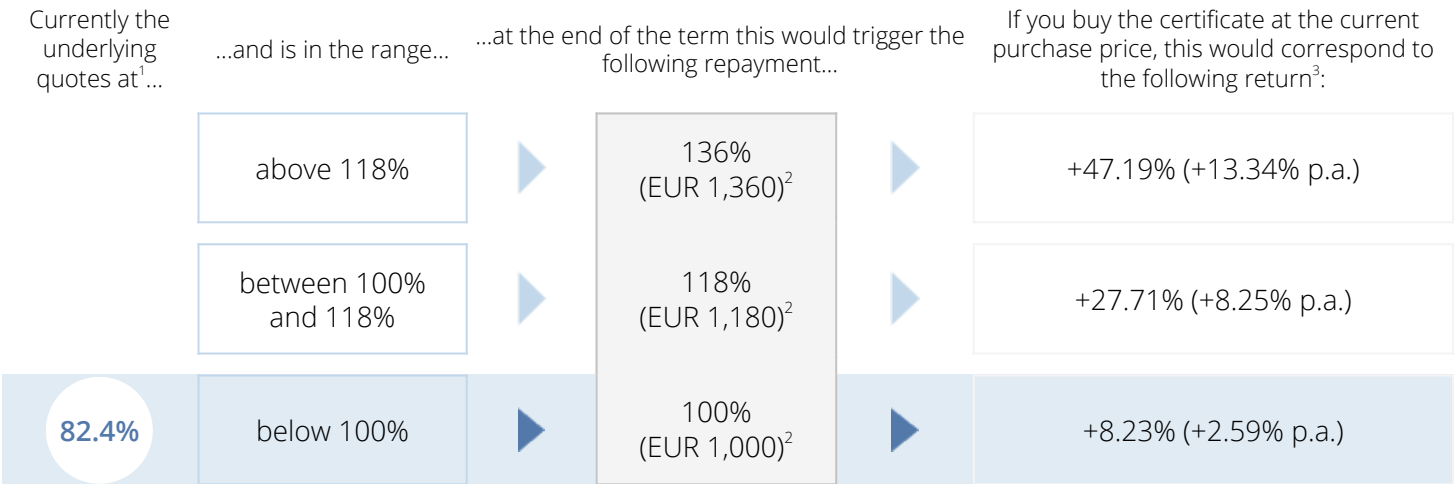 Currently the
underlying
quotes at¹...
...and is in the range...
...at the end of the term this would trigger the
following repayment...
If you buy the certificate at the current
purchase price, this would correspond to
the following return³:
above 118%
136%
(EUR 1,360)²
+47.19% (+13.34% p.a.)
between 100%
and 118%
118%
(EUR 1,180)²
+27.71% (+8.25% p.a.)
82.4%
below 100%
100%
(EUR 1,000)²
+8.23% (+2.59% p.a.)